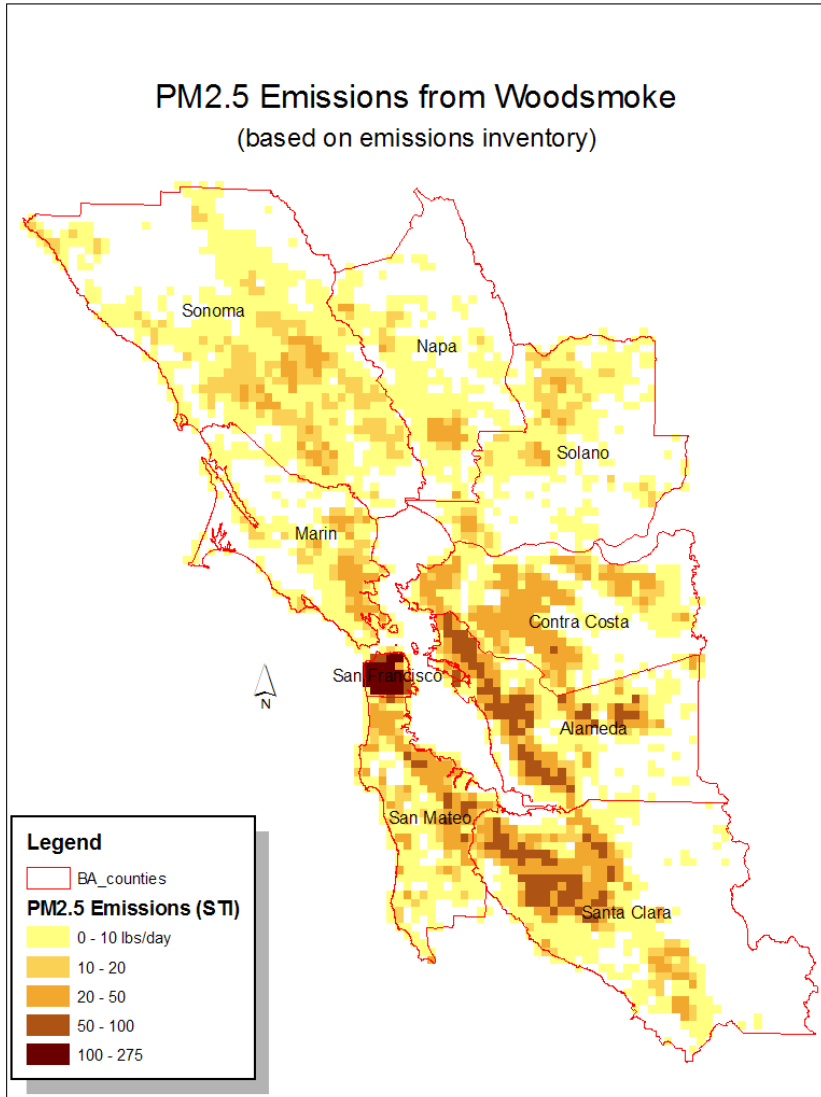 PM2.5 Emissions from Woodsmoke
(based on emissions inventory)
Sonoma
Napa
Solano
Marin
Contra Costa
San Francisco
N
Alameda
San Mateo
Santa Clara
Legend
BA_counties
PM2.5 Emissions (STI)
0 - 10 lbs/day
10 - 20
20 - 50
50 - 100
100 - 275